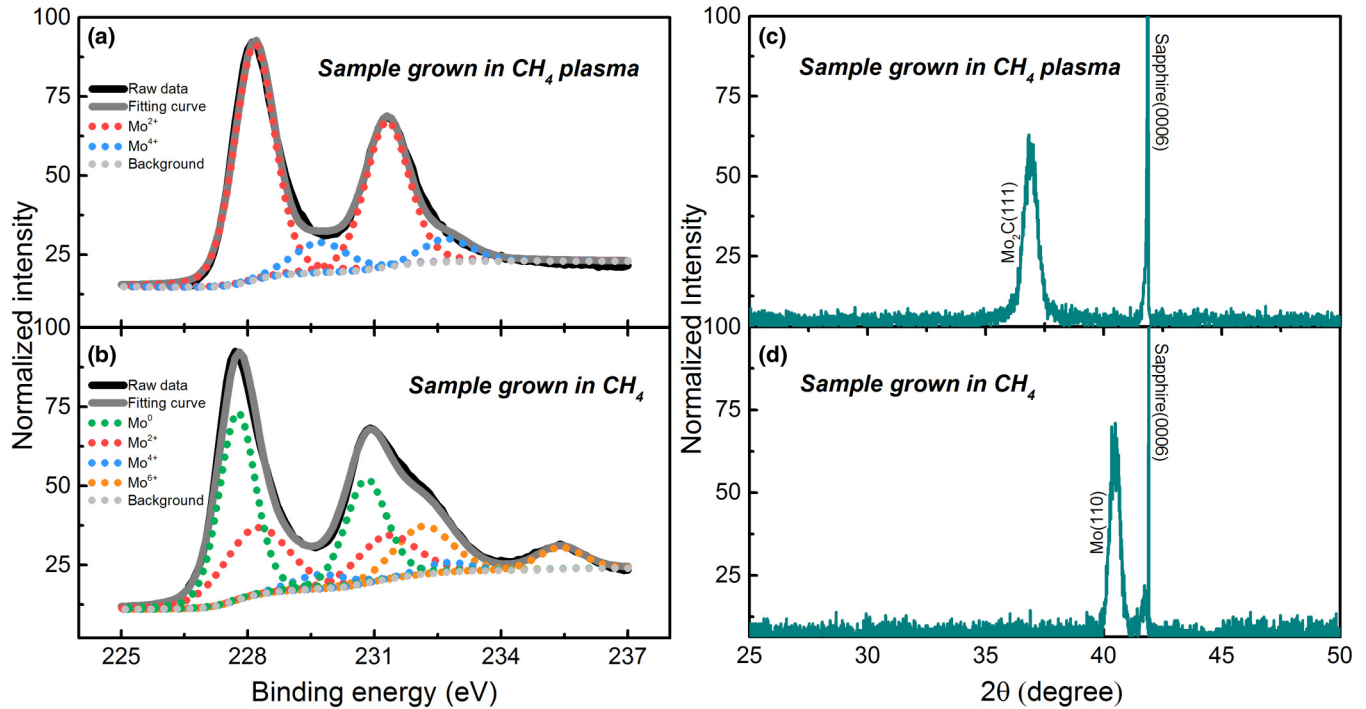 (a)
Sample grown in CH₄ plasma
Raw data
Fitting curve
Mo²⁺
Mo⁴⁺
Background
100
75
50
25
(b)
Sample grown in CH₄
Raw data
Fitting curve
Mo⁰
Mo²⁺
Mo⁴⁺
Mo⁶⁺
Background
100
75
50
25
225
228
231
234
237
Normalized intensity
Binding energy (eV)
(c)
Sample grown in CH₄ plasma
Mo₂C(111)
Sapphire(0006)
100
75
50
25
(d)
Sample grown in CH₄
Mo(110)
Sapphire(0006)
100
75
50
25
25
30
35
40
45
50
Normalized Intensity
2θ (degree)